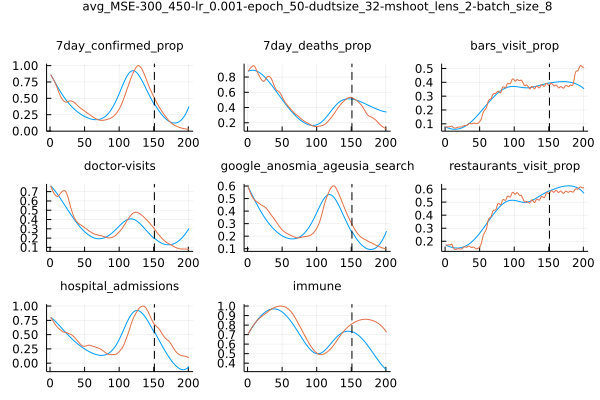 avg_MSE-300_450-lr_0.001-epoch_50-dudtsize_32-mshoot_lens_2-batch_size_8
7day_confirmed_prop
1.00
0.75
0.50
0.25
0.00
0 50 100 150 200
7day_deaths_prop
0.8
0.6
0.4
0.2
0 50 100 150 200
bars_visit_prop
0.5
0.4
0.3
0.2
0.1
0 50 100 150 200
doctor-visits
0.7
0.6
0.5
0.4
0.3
0.2
0.1
0 50 100 150 200
google_anosmia_ageusia_search
0.6
0.5
0.4
0.3
0.2
0.1
0 50 100 150 200
restaurants_visit_prop
0.6
0.5
0.4
0.3
0.2
0 50 100 150 200
hospital_admissions
1.00
0.75
0.50
0.25
0.00
0 50 100 150 200
immune
1.0
0.9
0.8
0.7
0.6
0.5
0.4
0 50 100 150 200